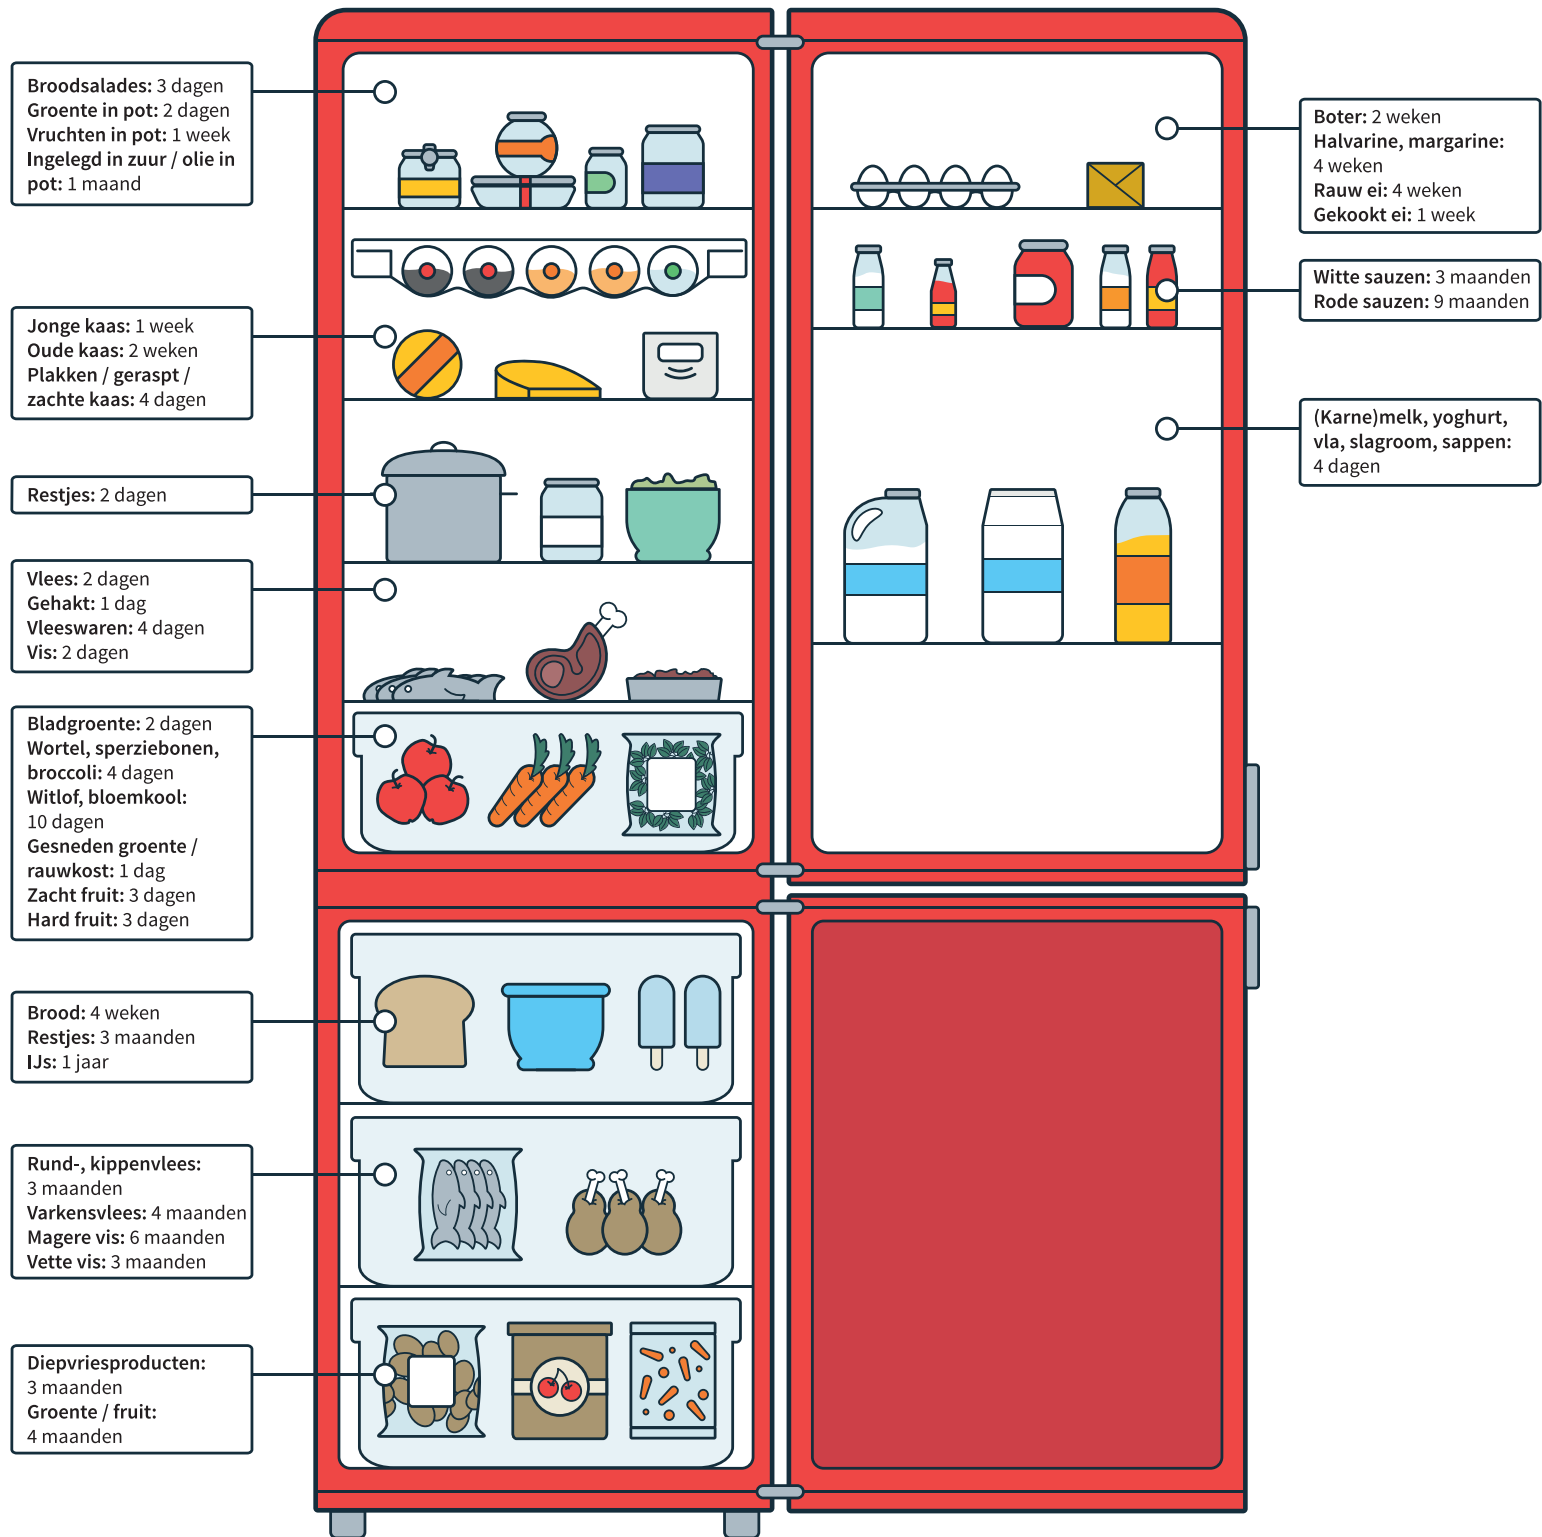 Broodsalades: 3 dagen
Groente in pot: 2 dagen
Vruchten in pot: 1 week
Ingelegd in zuur / olie in
pot: 1 maand
Jonge kaas: 1 week
Oude kaas: 2 weken
Plakken / geraspt /
zachte kaas: 4 dagen
Restjes: 2 dagen
Vlees: 2 dagen
Gehakt: 1 dag
Vleeswaren: 4 dagen
Vis: 2 dagen
Bladgroente: 2 dagen
Wortel, sperziebonen,
broccoli: 4 dagen
Witlof, bloemkool:
10 dagen
Gesneden groente /
rauwkost: 1 dag
Zacht fruit: 3 dagen
Hard fruit: 3 dagen
Brood: 4 weken
Restjes: 3 maanden
IJs: 1 jaar
Rund-, kippenvlees:
3 maanden
Varkensvlees: 4 maanden
Magere vis: 6 maanden
Vette vis: 3 maanden
Diepvriesproducten:
3 maanden
Groente / fruit:
4 maanden
Boter: 2 weken
Halvarine, margarine:
4 weken
Rauw ei: 4 weken
Gekookt ei: 1 week
Witte sauzen: 3 maanden
Rode sauzen: 9 maanden
(Karne)melk, yoghurt,
vla, slagroom, sappen:
4 dagen